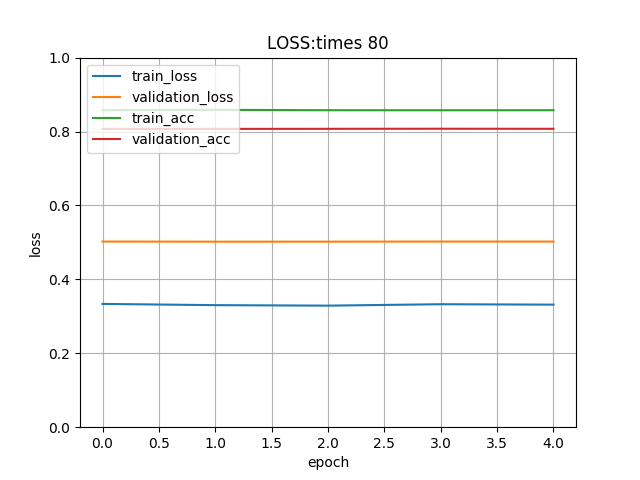 LOSS:times 80
1.0
train_loss
validation_loss
train_acc
validation_acc
0.8
0.6
loss
0.4
0.2
0.0
0.0 0.5 1.0 1.5 2.0 2.5 3.0 3.5 4.0
epoch